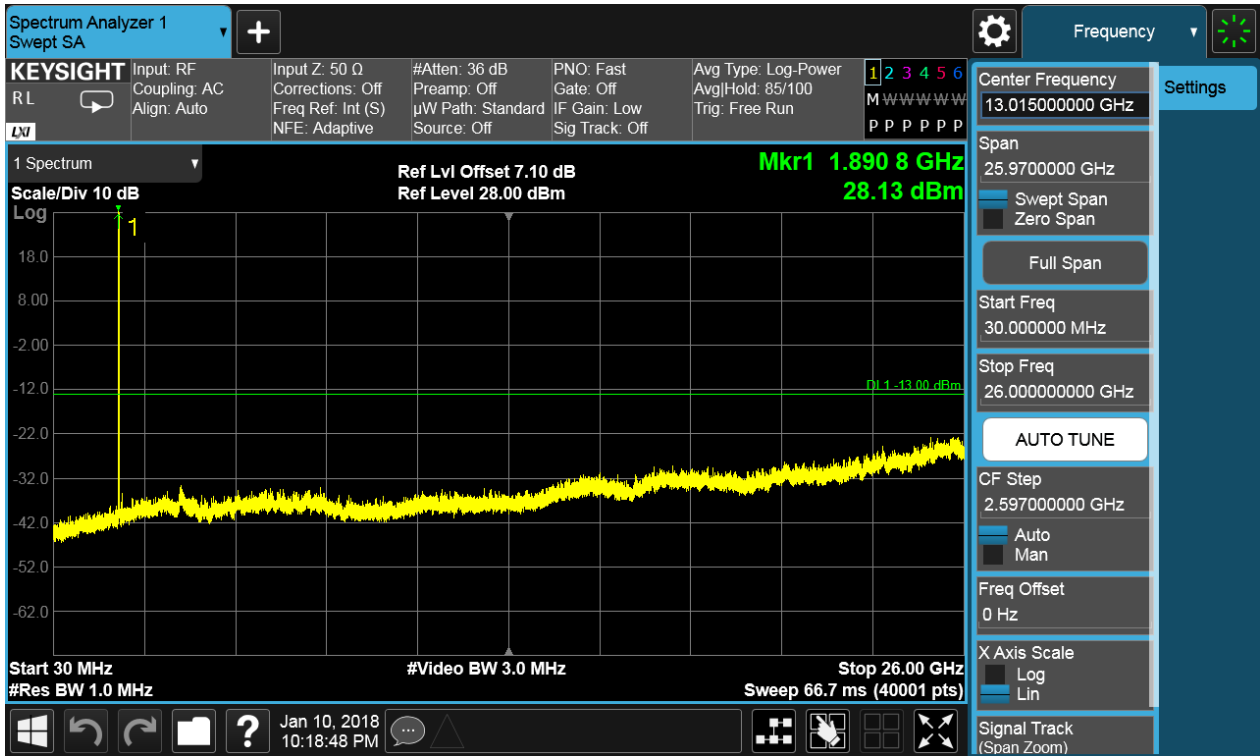 Spectrum Analyzer 1
Swept SA
+
Frequency
KEYSIGHT
RL
LXI
Input: RF
Coupling: AC
Align: Auto
Input Z: 50 Ω
Corrections: Off
Freq Ref: Int (S)
NFE: Adaptive
#Atten: 36 dB
Preamp: Off
µW Path: Standard
Source: Off
PNO: Fast
Gate: Off
IF Gain: Low
Sig Track: Off
Avg Type: Log-Power
Avg|Hold: 85/100
Trig: Free Run
1 2 3 4 5 6
M W W W W W
P P P P P P
1 Spectrum
Scale/Div 10 dB
Log
Ref Lvl Offset 7.10 dB
Ref Level 28.00 dBm
Mkr1 1.890 8 GHz
28.13 dBm
1
18.0
8.00
-2.00
-12.0
-22.0
-32.0
-42.0
-52.0
-62.0
DL1 -13.00 dBm
Start 30 MHz
#Res BW 1.0 MHz
#Video BW 3.0 MHz
Stop 26.00 GHz
Sweep 66.7 ms (40001 pts)
Center Frequency
13.015000000 GHz
Settings
Span
25.9700000 GHz
Swept Span
Zero Span
Full Span
Start Freq
30.000000 MHz
Stop Freq
26.000000000 GHz
AUTO TUNE
CF Step
2.597000000 GHz
Auto
Man
Freq Offset
0 Hz
X Axis Scale
Log
Lin
Signal Track
(Span Zoom)
?
Jan 10, 2018
10:18:48 PM